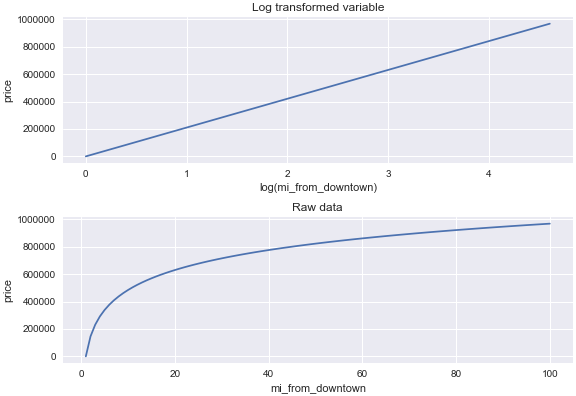 Log transformed variable
1000000
800000
600000
400000
200000
0
price
0 1 2 3 4
log(mi_from_downtown)
Raw data
1000000
800000
600000
400000
200000
0
price
0 20 40 60 80 100
mi_from_downtown